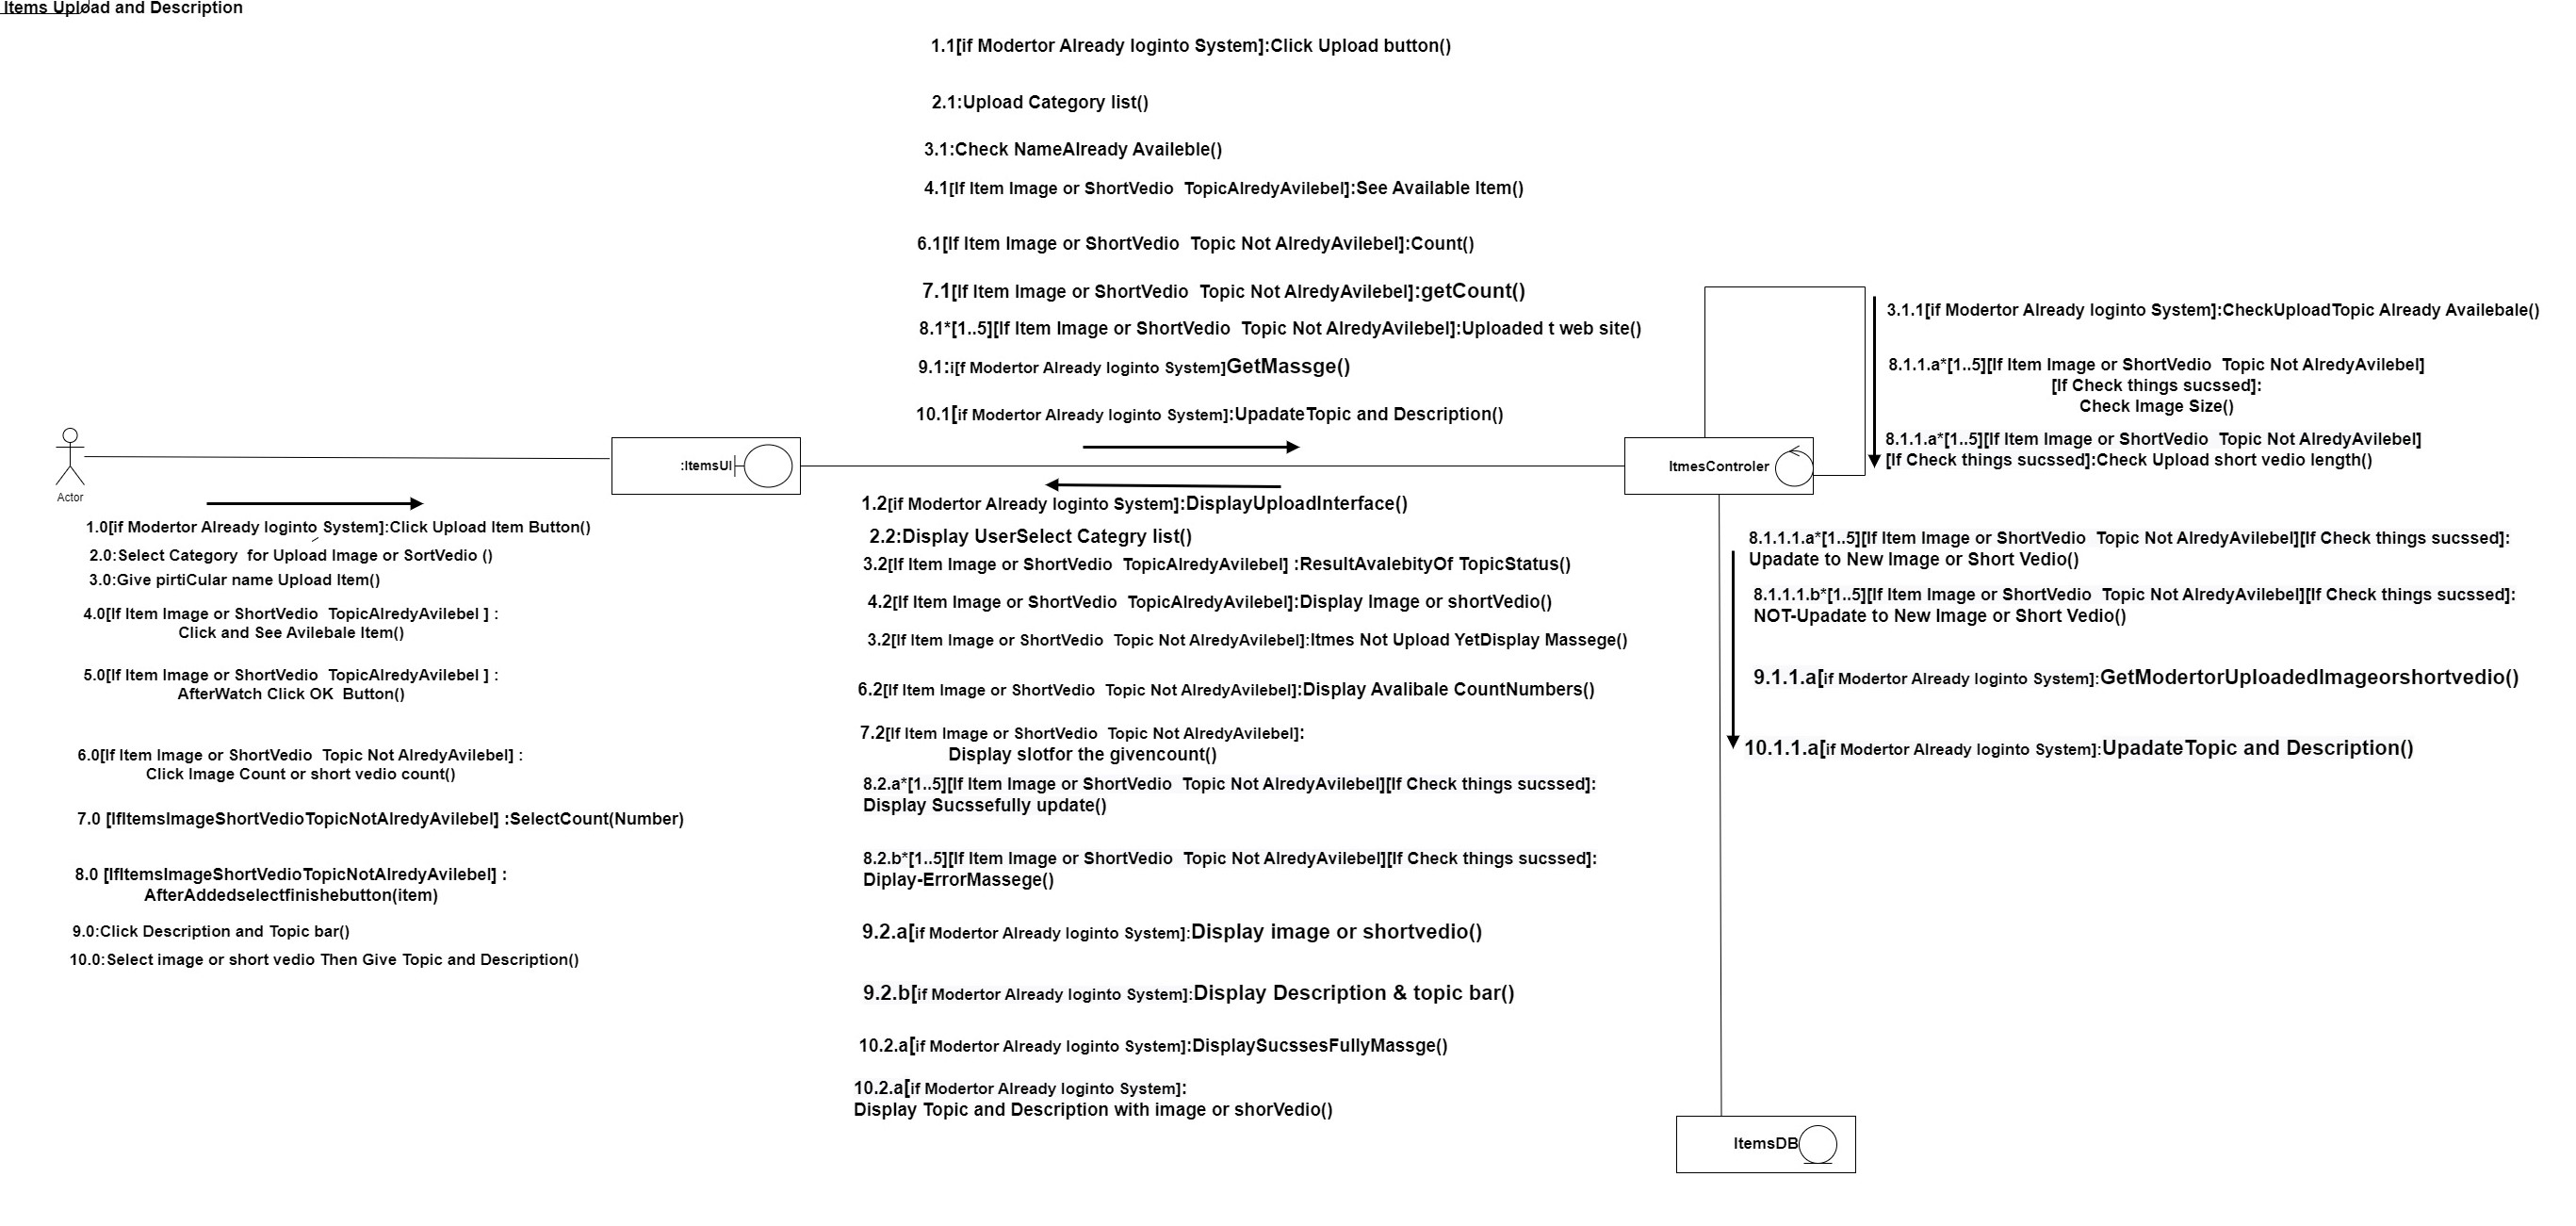 Items Upload and Description
1.1[if Modertor Already loginto System]:Click Upload button()
2.1:Upload Category list()
3.1:Check NameAlready Availeble()
4.1[If Item Image or ShortVedio TopicAlredyAvilebel]:See Available Item()
6.1[If Item Image or ShortVedio Topic Not AlredyAvilebel]:Count()
7.1[If Item Image or ShortVedio Topic Not AlredyAvilebel]:getCount()
8.1*[1..5][If Item Image or ShortVedio Topic Not AlredyAvilebel]:Uploaded t web site()
9.1:i[f Modertor Already loginto System]GetMassge()
10.1[if Modertor Already loginto System]:UpadateTopic and Description()
3.1.1[if Modertor Already loginto System]:CheckUploadTopic Already Availebale()
8.1.1.a*[1..5][If Item Image or ShortVedio Topic Not AlredyAvilebel]
[If Check things sucssed]:
Check Image Size()
8.1.1.a*[1..5][If Item Image or ShortVedio Topic Not AlredyAvilebel]
[If Check things sucssed]:Check Upload short vedio length()
Actor
:ItemsUI
ItmesControler
1.0[if Modertor Already loginto System]:Click Upload Item Button()
2.0:Select Category for Upload Image or SortVedio ()
3.0:Give pirtiCular name Upload Item()
4.0[If Item Image or ShortVedio TopicAlredyAvilebel ] :
Click and See Avilebale Item()
5.0[If Item Image or ShortVedio TopicAlredyAvilebel ] :
AfterWatch Click OK Button()
6.0[If Item Image or ShortVedio Topic Not AlredyAvilebel] :
Click Image Count or short vedio count()
7.0 [IfItemsImageShortVedioTopicNotAlredyAvilebel] :SelectCount(Number)
8.0 [IfItemsImageShortVedioTopicNotAlredyAvilebel] :
AfterAddedselectfinishebutton(item)
9.0:Click Description and Topic bar()
10.0:Select image or short vedio Then Give Topic and Description()
1.2[if Modertor Already loginto System]:DisplayUploadInterface()
2.2:Display UserSelect Categry list()
3.2[If Item Image or ShortVedio TopicAlredyAvilebel] :ResultAvalebityOf TopicStatus()
4.2[If Item Image or ShortVedio TopicAlredyAvilebel]:Display Image or shortVedio()
3.2[If Item Image or ShortVedio Topic Not AlredyAvilebel]:Itmes Not Upload YetDisplay Massege()
6.2[If Item Image or ShortVedio Topic Not AlredyAvilebel]:Display Avalibale CountNumbers()
7.2[If Item Image or ShortVedio Topic Not AlredyAvilebel]:
Display slotfor the givencount()
8.2.a*[1..5][If Item Image or ShortVedio Topic Not AlredyAvilebel][If Check things sucssed]:
Display Sucssefully update()
8.2.b*[1..5][If Item Image or ShortVedio Topic Not AlredyAvilebel][If Check things sucssed]:
Diplay-ErrorMassege()
9.2.a[if Modertor Already loginto System]:Display image or shortvedio()
9.2.b[if Modertor Already loginto System]:Display Description & topic bar()
10.2.a[if Modertor Already loginto System]:DisplaySucssesFullyMassge()
10.2.a[if Modertor Already loginto System]:
Display Topic and Description with image or shorVedio()
8.1.1.1.a*[1..5][If Item Image or ShortVedio Topic Not AlredyAvilebel][If Check things sucssed]:
Upadate to New Image or Short Vedio()
8.1.1.1.b*[1..5][If Item Image or ShortVedio Topic Not AlredyAvilebel][If Check things sucssed]:
NOT-Upadate to New Image or Short Vedio()
9.1.1.a[if Modertor Already loginto System]:GetModertorUploadedImageorshortvedio()
10.1.1.a[if Modertor Already loginto System]:UpadateTopic and Description()
ItemsDB